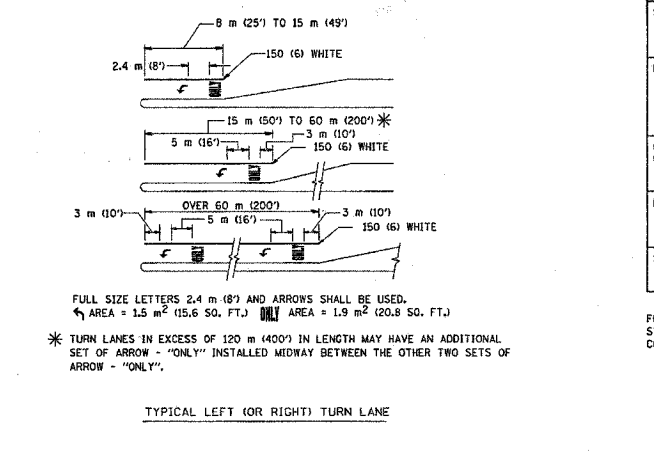 8 m (25') TO 15 m (49')
150 (6) WHITE
2.4 m (8')
ONLY
15 m (50') TO 60 m (200') *
5 m (16')
3 m (10')
150 (6) WHITE
ONLY
OVER 60 m (200')
3 m (10')
5 m (16')
3 m (10')
150 (6) WHITE
ONLY
ONLY
FULL SIZE LETTERS 2.4 m (8') AND ARROWS SHALL BE USED.
AREA = 1.5 m² (15.6 SQ. FT.) ONLY AREA = 1.9 m² (20.8 SQ. FT.)
* TURN LANES IN EXCESS OF 120 m (400') IN LENGTH MAY HAVE AN ADDITIONAL
SET OF ARROW - "ONLY" INSTALLED MIDWAY BETWEEN THE OTHER TWO SETS OF
ARROW - "ONLY".
TYPICAL LEFT (OR RIGHT) TURN LANE